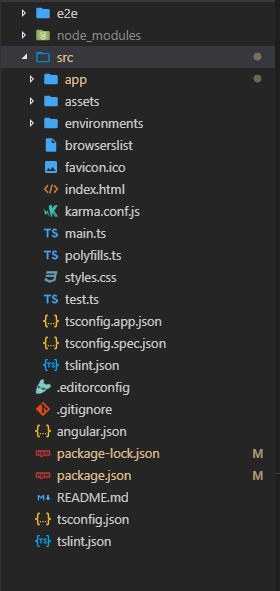 e2e
node_modules
src
app
assets
environments
browserslist
favicon.ico
index.html
karma.conf.js
TS main.ts
TS polyfills.ts
styles.css
TS test.ts
{..} tsconfig.app.json
{..} tsconfig.spec.json
{TS} tslint.json
.editorconfig
.gitignore
{..} angular.json
npm package-lock.json M
npm package.json M
M README.md
{..} tsconfig.json
{TS} tslint.json